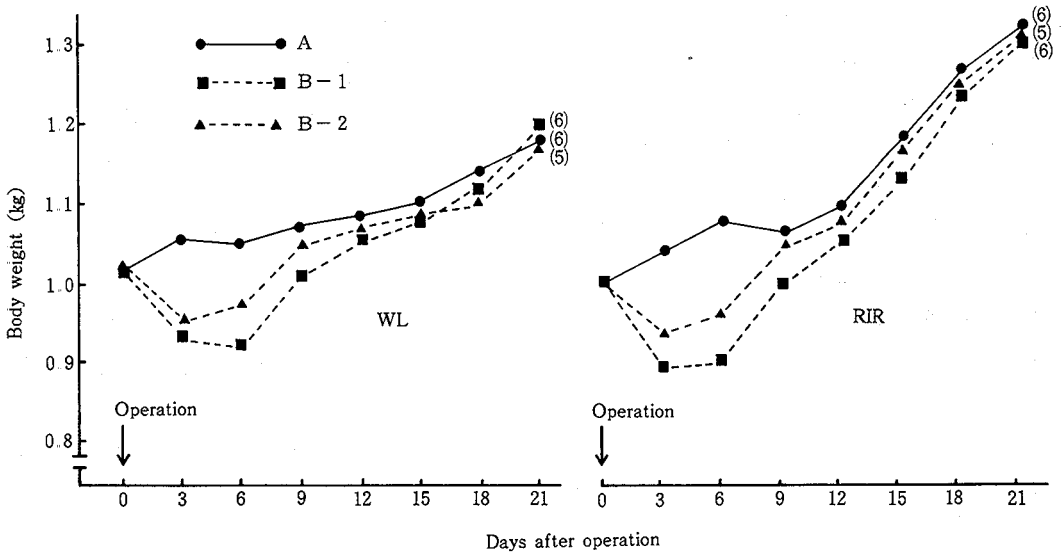 Body weight (kg)
1.3
1.2
1.1
1.0
0.9
0.8
A
B-1
B-2
(6)
(6)
(5)
WL
Operation
0 3 6 9 12 15 18 21
(6)
(5)
(6)
RIR
Operation
0 3 6 9 12 15 18 21
Days after operation